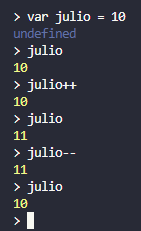 > var julio = 10
undefined
> julio
10
> julio++
10
> julio
11
> julio--
11
> julio
10
>